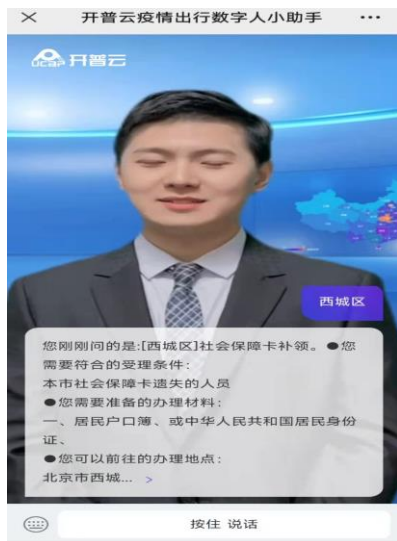 开普云疫情出行数字人小助手
ucap 开普云
西城区
您刚刚问的是:[西城区]社会保障卡补领。●您
需要符合的受理条件:
本市社会保障卡遗失的人员
●您需要准备的办理材料:
一、居民户口簿、或中华人民共和国居民身份
证、
●您可以前往的办理地点:
北京市西城... >
按住 说话